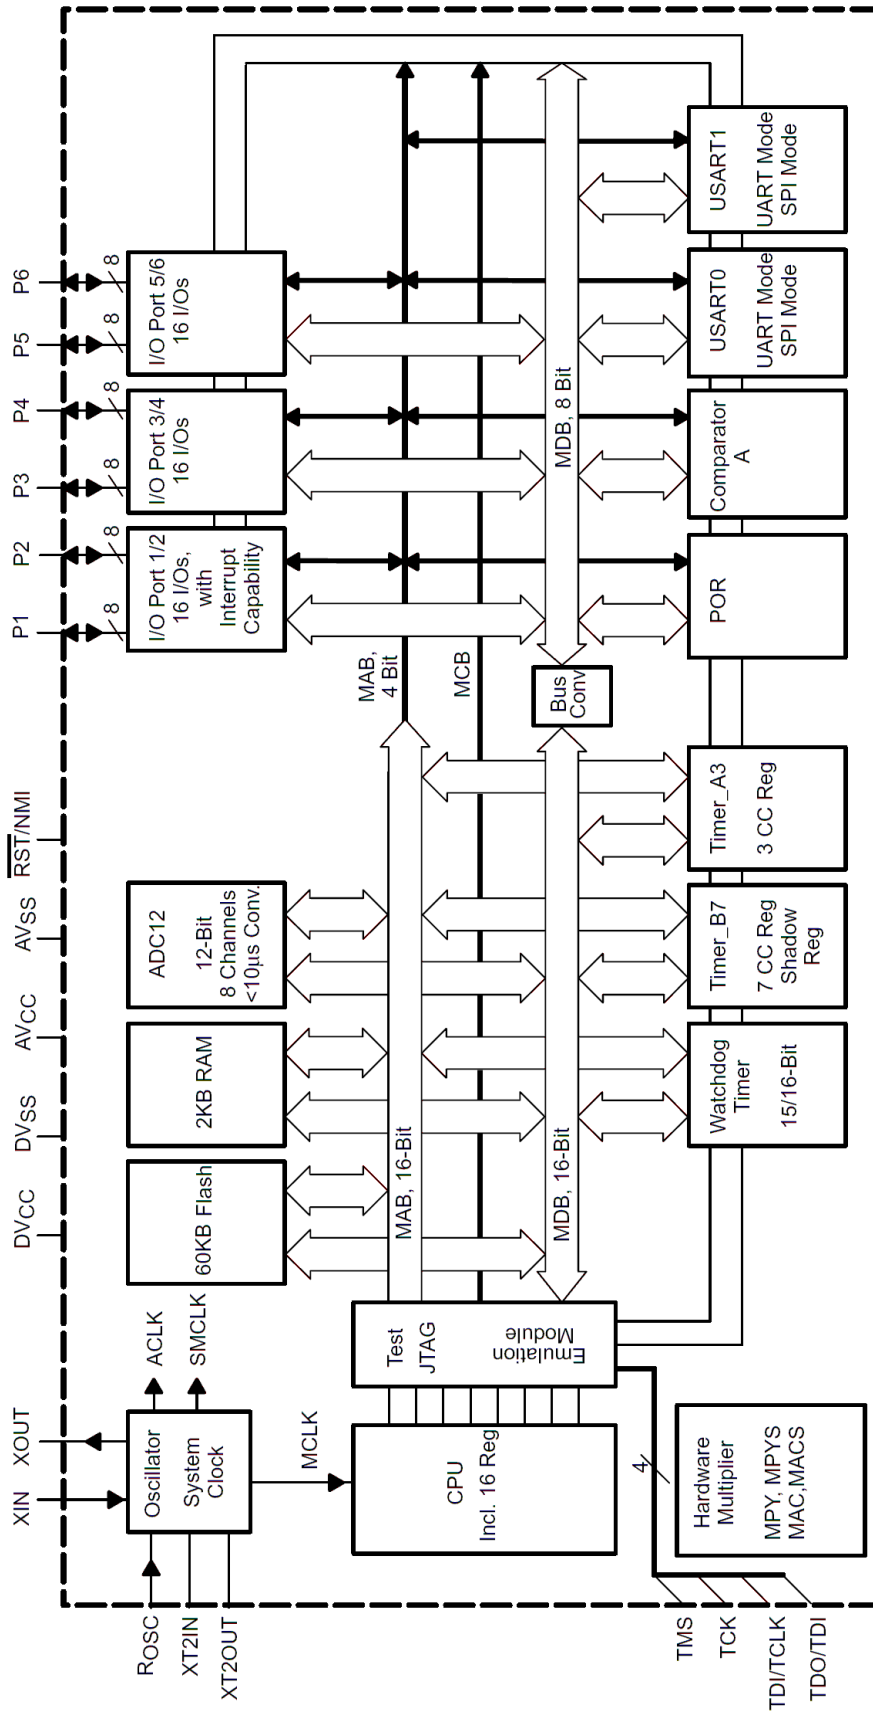 XIN
XOUT
DVCC
DVSS
AVCC
AVSS
RST/NMI
P1
P2
P3
P4
P5
P6
8
8
8
8
8
8
ROSC
XT2IN
XT2OUT
Oscillator
System
Clock
ACLK
SMCLK
60KB Flash
2KB RAM
ADC12
12-Bit
8 Channels
<10µs Conv.
I/O Port 1/2
16 I/Os,
with
Interrupt
Capability
I/O Port 3/4
16 I/Os
I/O Port 5/6
16 I/Os
MCLK
CPU
Incl. 16 Reg
Test
JTAG
Emulation
Module
MAB, 16-Bit
MAB,
4 Bit
MCB
MDB, 16-Bit
Bus
Conv
MDB, 8 Bit
4
TMS
TCK
TDI/TCLK
TDO/TDI
Hardware
Multiplier
MPY, MPYS
MAC,MACS
Watchdog
Timer
15/16-Bit
Timer_B7
7 CC Reg
Shadow
Reg
Timer_A3
3 CC Reg
POR
Comparator
A
USART0
UART Mode
SPI Mode
USART1
UART Mode
SPI Mode